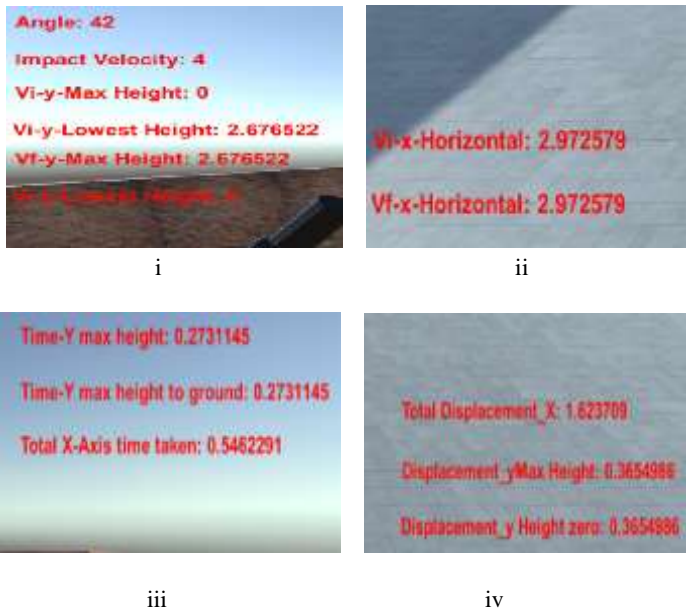 Angle: 42
Impact Velocity: 4
Vi-y-Max Height: 0
Vi-y-Lowest Height: 2.676522
Vf-y-Max Height: 2.676522
Height:
i
Vi-x-Horizontal: 2.972579
Vf-x-Horizontal: 2.972579
ii
Time-Y max height: 0.2731145
Time-Y max height to ground: 0.2731145
Total X-Axis time taken: 0.5462291
iii
Total Displacement_X: 1.623709
Displacement_yMax Height: 0.3654986
Displacement_y Height zero: 0.3654986
iv